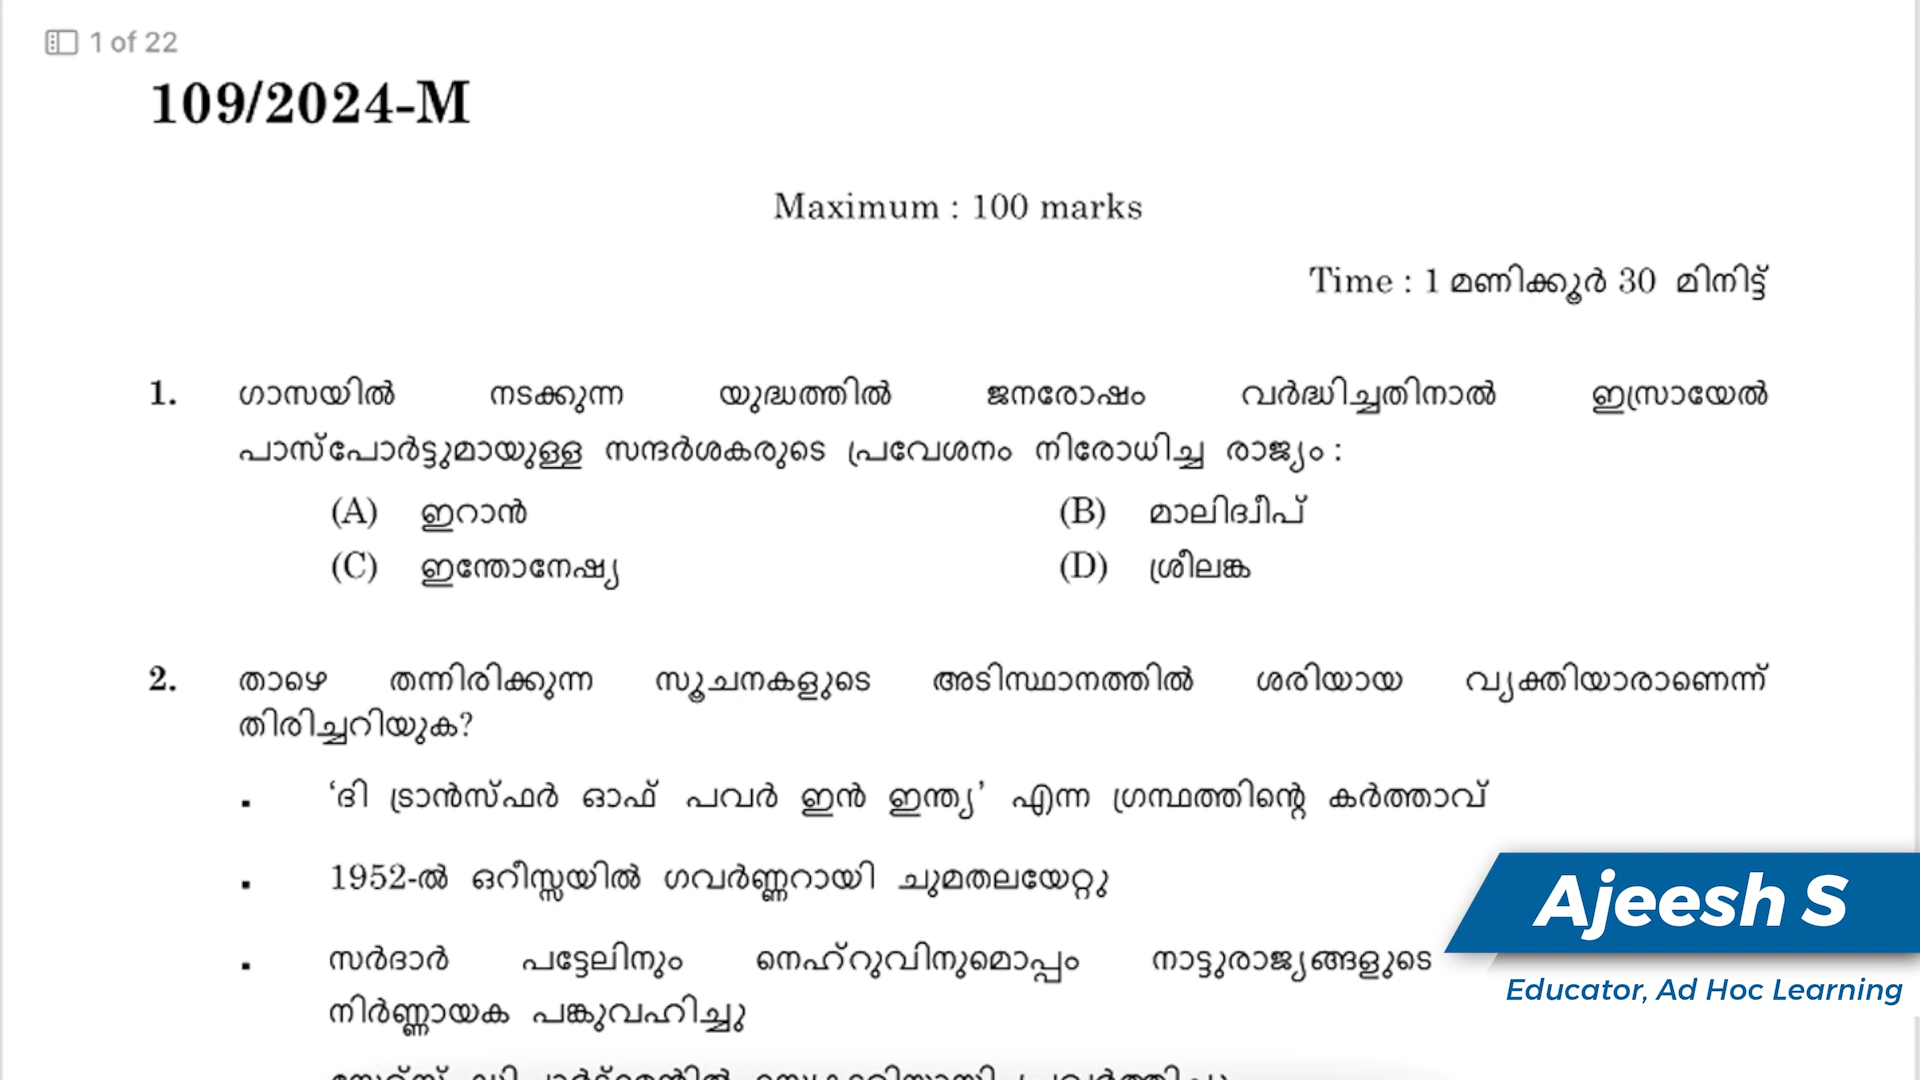 1 of 22
109/2024-M
Maximum : 100 marks
Time : 1 മണിക്കൂർ 30 മിനിട്ട്
1. ഗാസയിൽ നടക്കുന്ന യുദ്ധത്തിൽ ജനരോഷം വർദ്ധിച്ചതിനാൽ ഇസ്രായേൽ
പാസ്പോർട്ടുമായുള്ള സന്ദർശകരുടെ പ്രവേശനം നിരോധിച്ച രാജ്യം :
(A) ഇറാൻ (B) മാലിദ്വീപ്
(C) ഇന്തോനേഷ്യ (D) ശ്രീലങ്ക
2. താഴെ തന്നിരിക്കുന്ന സൂചനകളുടെ അടിസ്ഥാനത്തിൽ ശരിയായ വ്യക്തിയാരാണെന്ന്
തിരിച്ചറിയുക?
▪ ‘ദി ട്രാൻസ്ഫർ ഓഫ് പവർ ഇൻ ഇന്ത്യ’ എന്ന ഗ്രന്ഥത്തിന്റെ കർത്താവ്
▪ 1952-ൽ ഒറീസ്സയിൽ ഗവർണ്ണറായി ചുമതലയേറ്റു
▪ സർദാർ പട്ടേലിനും നെഹ്റുവിനുമൊപ്പം നാട്ടുരാജ്യങ്ങളുടെ
നിർണ്ണായക പങ്കുവഹിച്ചു
Ajeesh S
Educator, Ad Hoc Learning